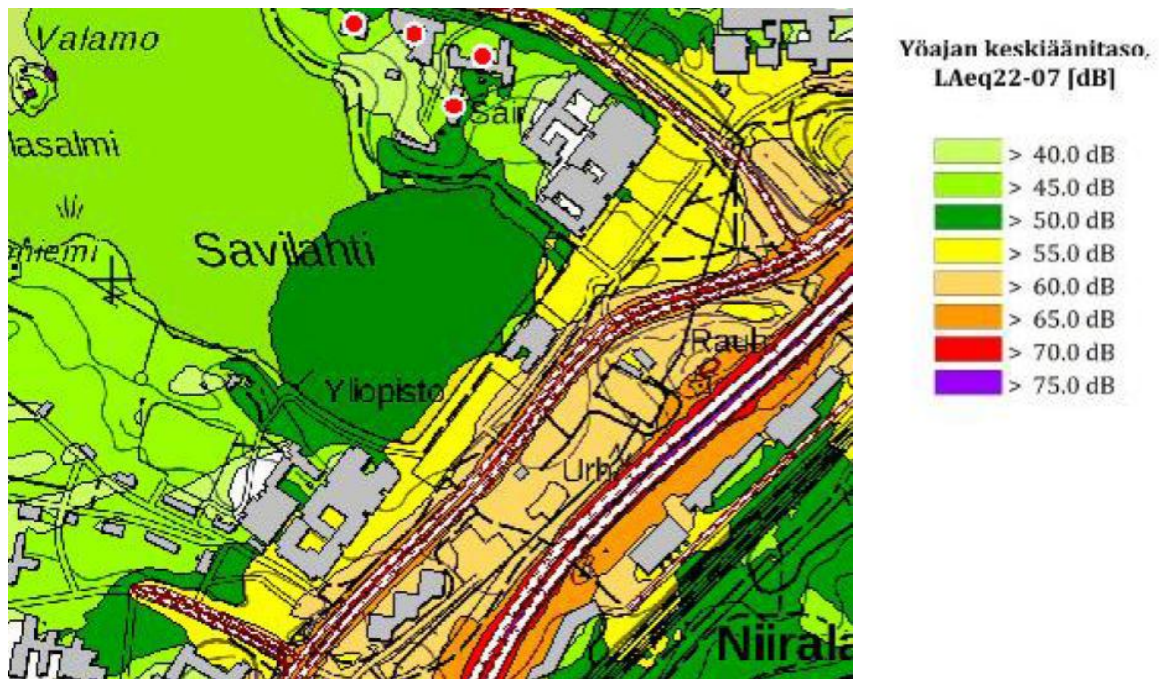 Valamo
lasalmi
Sair
niemi
Savilahti
Yliopisto
Rauh
Urh
Niirala
Yöajan keskiäänitaso,
LAeq22-07 [dB]
> 40.0 dB
> 45.0 dB
> 50.0 dB
> 55.0 dB
> 60.0 dB
> 65.0 dB
> 70.0 dB
> 75.0 dB